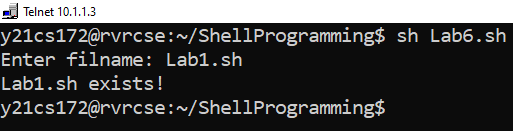 Telnet 10.1.1.3
y21cs172@rvrcse:~/ShellProgramming$ sh Lab6.sh
Enter filname: Lab1.sh
Lab1.sh exists!
y21cs172@rvrcse:~/ShellProgramming$